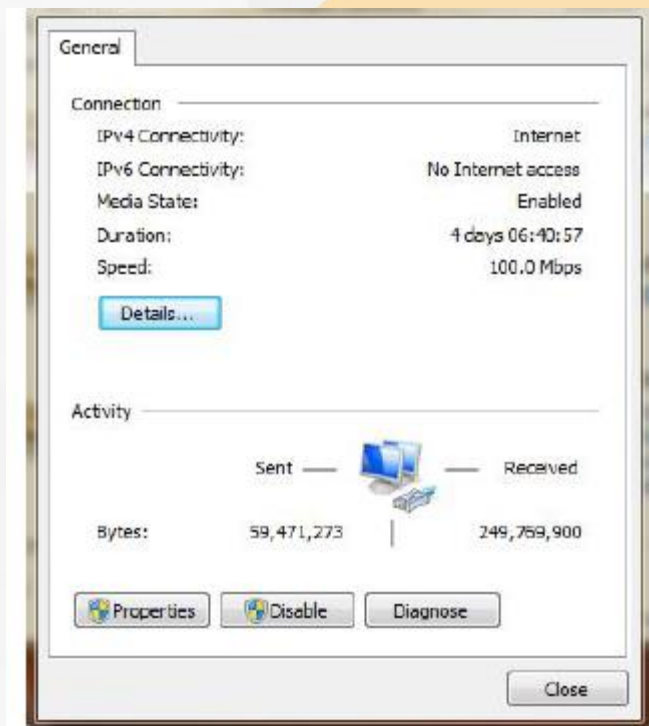 General
Connection
IPv4 Connectivity: Internet
IPv6 Connectivity: No Internet access
Media State: Enabled
Duration: 4 days 06:40:57
Speed: 100.0 Mbps
Details...
Activity
Sent Received
Bytes: 59,471,273 249,769,900
Properties Disable Diagnose
Close